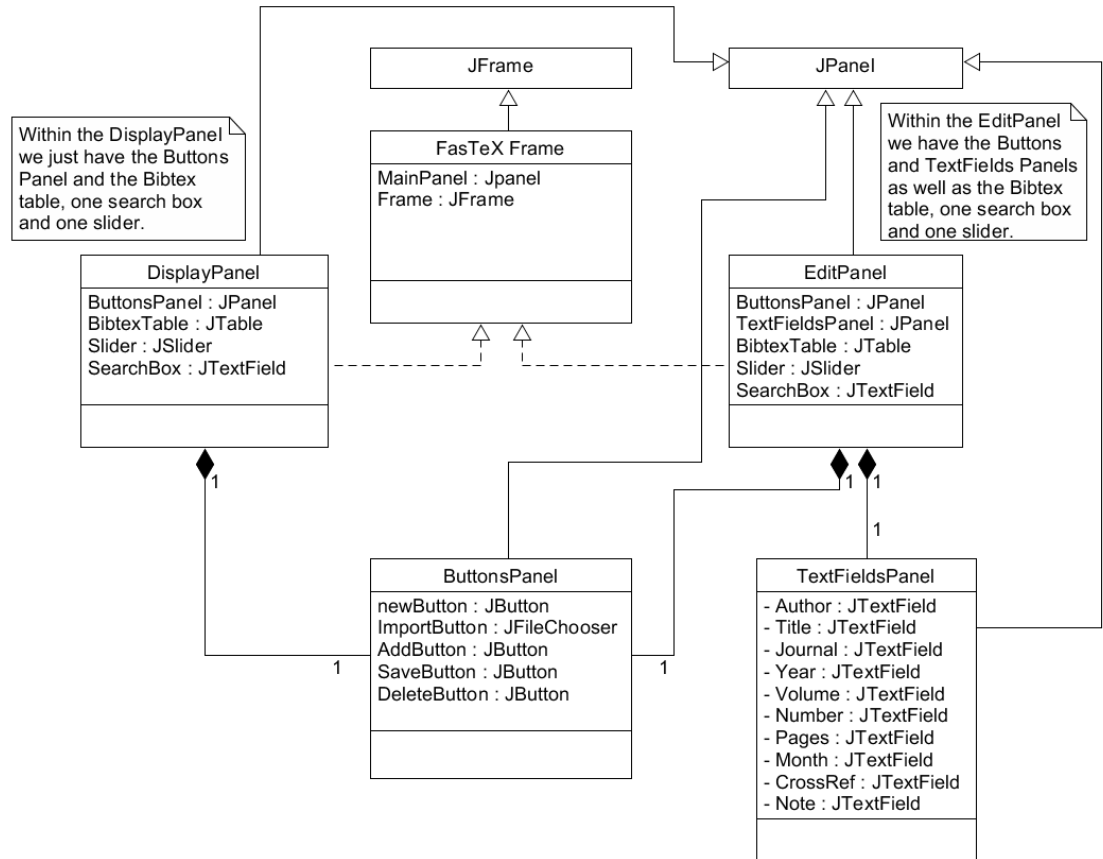 JFrame
JPanel
Within the DisplayPanel
we just have the Buttons
Panel and the Bibtex
table, one search box
and one slider.
FasTeX Frame
MainPanel : Jpanel
Frame : JFrame
Within the EditPanel
we have the Buttons
and TextFields Panels
as well as the Bibtex
table, one search box
and one slider.
DisplayPanel
ButtonsPanel : JPanel
BibtexTable : JTable
Slider : JSlider
SearchBox : JTextField
EditPanel
ButtonsPanel : JPanel
TextFieldsPanel : JPanel
BibtexTable : JTable
Slider : JSlider
SearchBox : JTextField
1
1
1
1
ButtonsPanel
newButton : JButton
ImportButton : JFileChooser
AddButton : JButton
SaveButton : JButton
DeleteButton : JButton
1
1
TextFieldsPanel
- Author : JTextField
- Title : JTextField
- Journal : JTextField
- Year : JTextField
- Volume : JTextField
- Number : JTextField
- Pages : JTextField
- Month : JTextField
- CrossRef : JTextField
- Note : JTextField